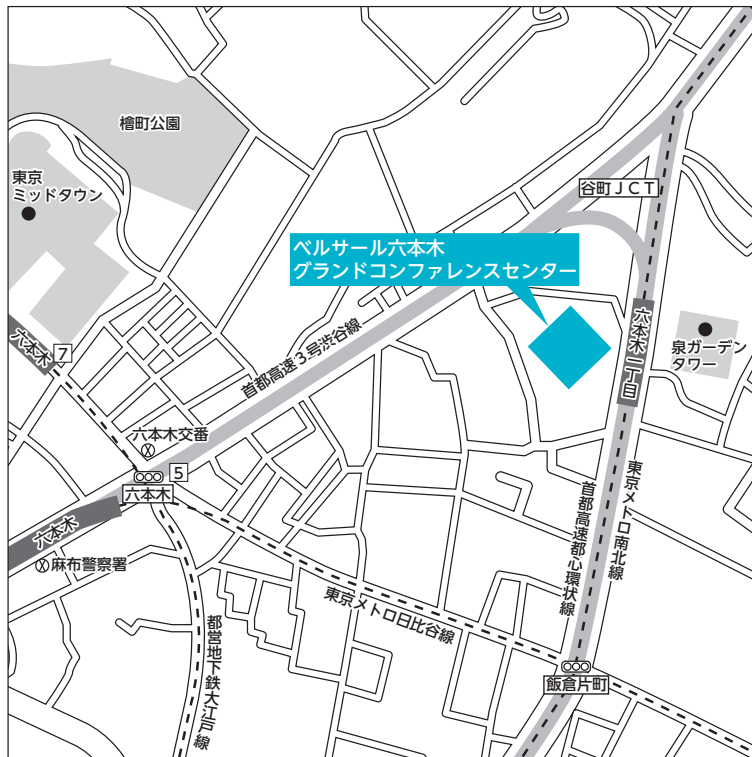 檜町公園
東京
ミッドタウン
谷町ＪＣＴ
ベルサール六本木
グランドコンファレンスセンター
六本木
7
首都高速３号渋谷線
六本木一丁目
泉ガーデン
タワー
六本木交番
5
六本木
六本木
麻布警察署
首都高速都心環状線
東京メトロ南北線
東京メトロ日比谷線
都営地下鉄大江戸線
飯倉片町